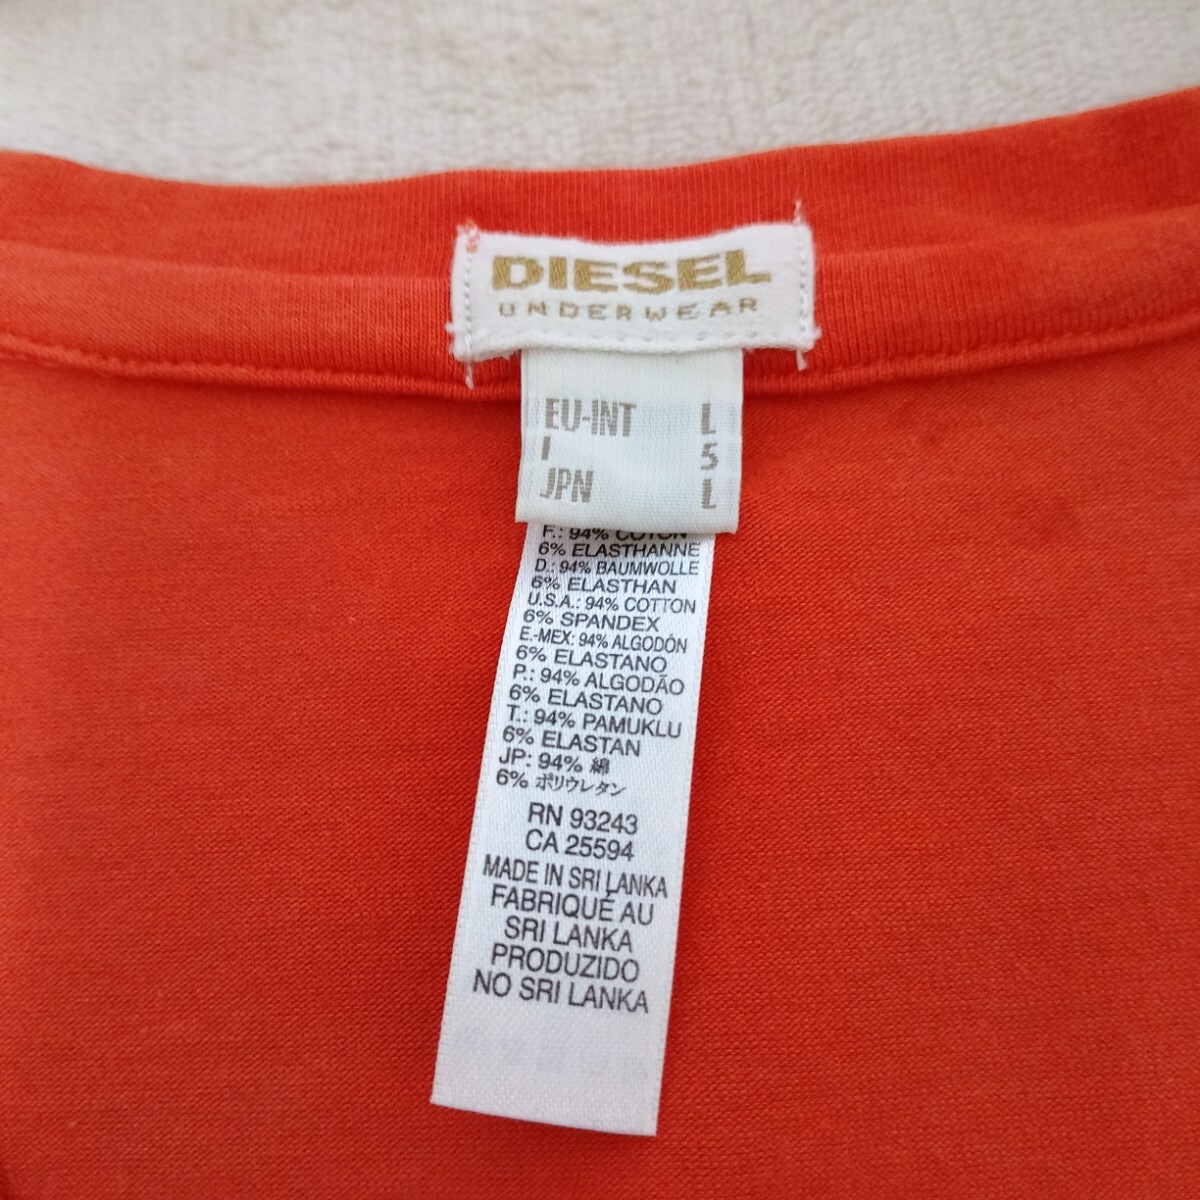 DIESEL
UNDERWEAR
EU-INT L
I 5
JPN L
F.: 94% COTON
6% ELASTHANNE
D.: 94% BAUMWOLLE
6% ELASTHAN
U.S.A.: 94% COTTON
6% SPANDEX
E.-MEX: 94% ALGODÓN
6% ELASTANO
P.: 94% ALGODÃO
6% ELASTANO
T.: 94% PAMUKLU
6% ELASTAN
JP: 94% 綿
6% ポリウレタン
RN 93243
CA 25594
MADE IN SRI LANKA
FABRIQUÉ AU
SRI LANKA
PRODUZIDO
NO SRI LANKA